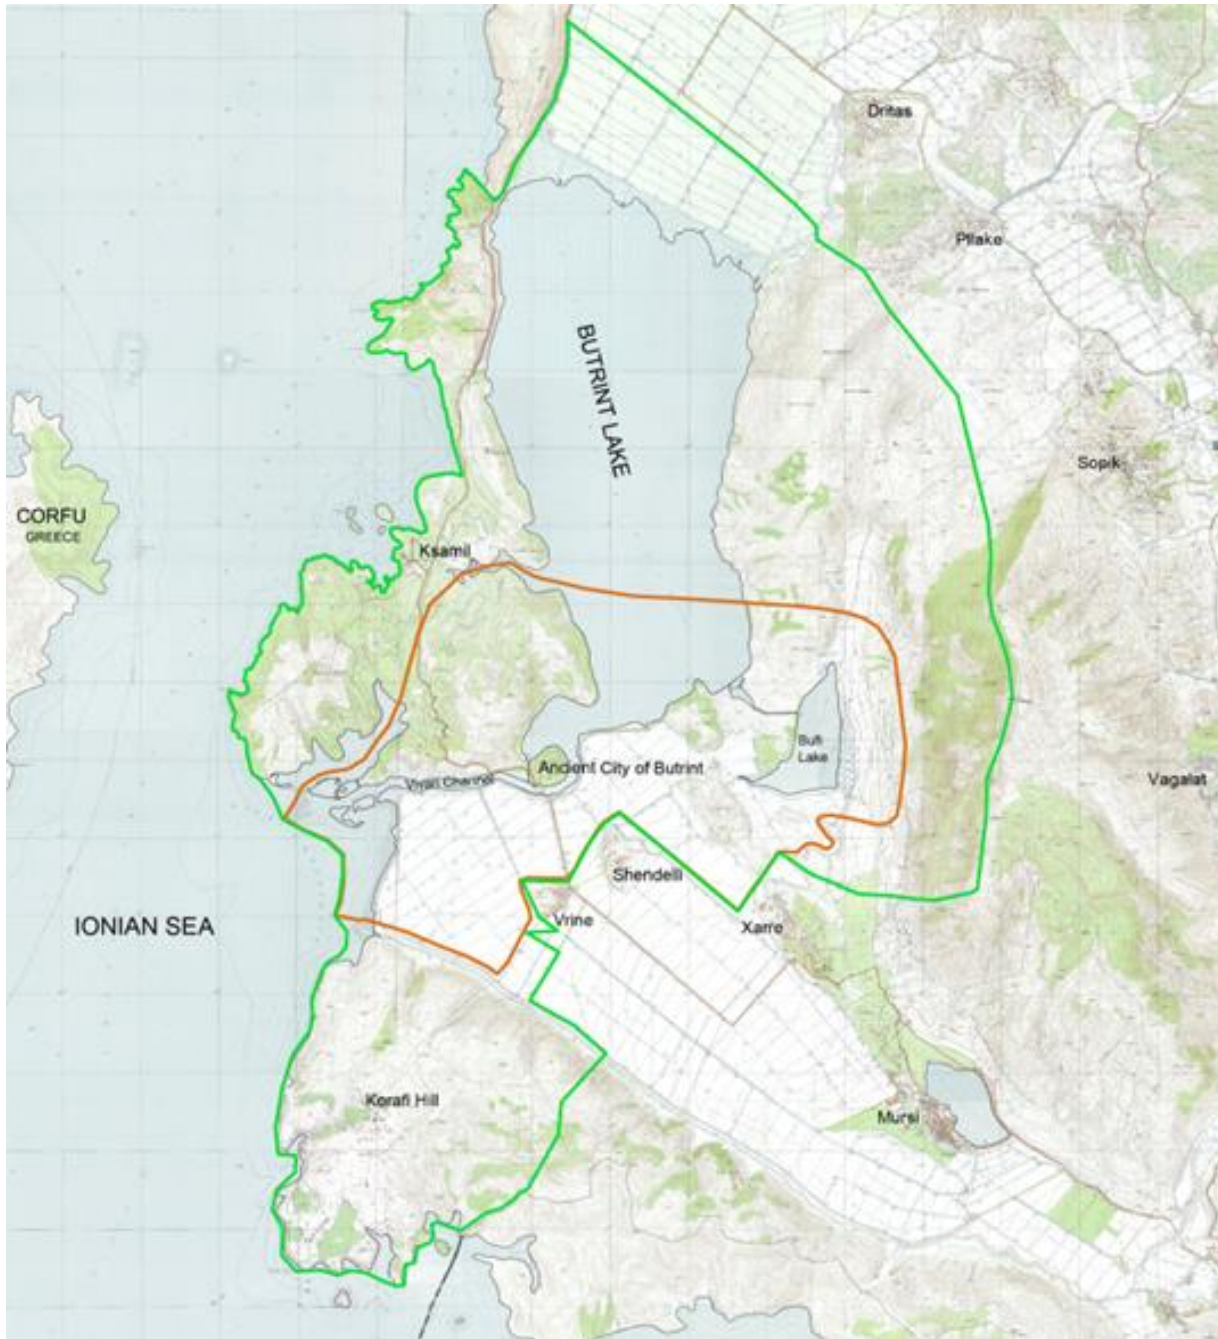 Dritas
Pllake
BUTRINT LAKE
Sopik
CORFU
GREECE
Ksamil
Bufi
Lake
Ancient City of Butrint
Vivari Channel
Vagalat
Shendelli
Vrine
Xarre
IONIAN SEA
Korafi Hill
Mursi